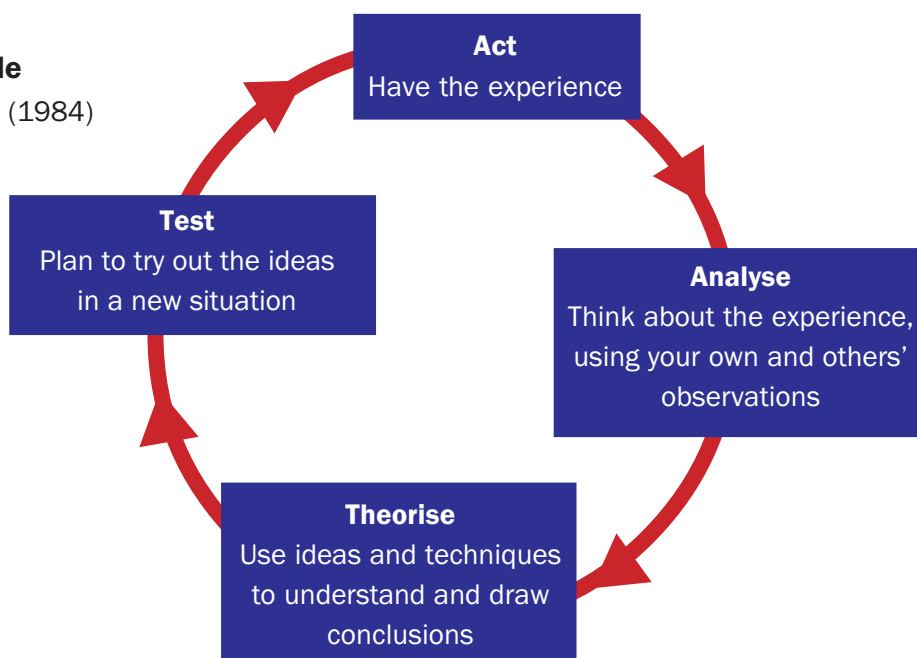 (1984)
Act
Have the experience
Analyse
Think about the experience,
using your own and others’
observations
Theorise
Use ideas and techniques
to understand and draw
conclusions
Test
Plan to try out the ideas
in a new situation